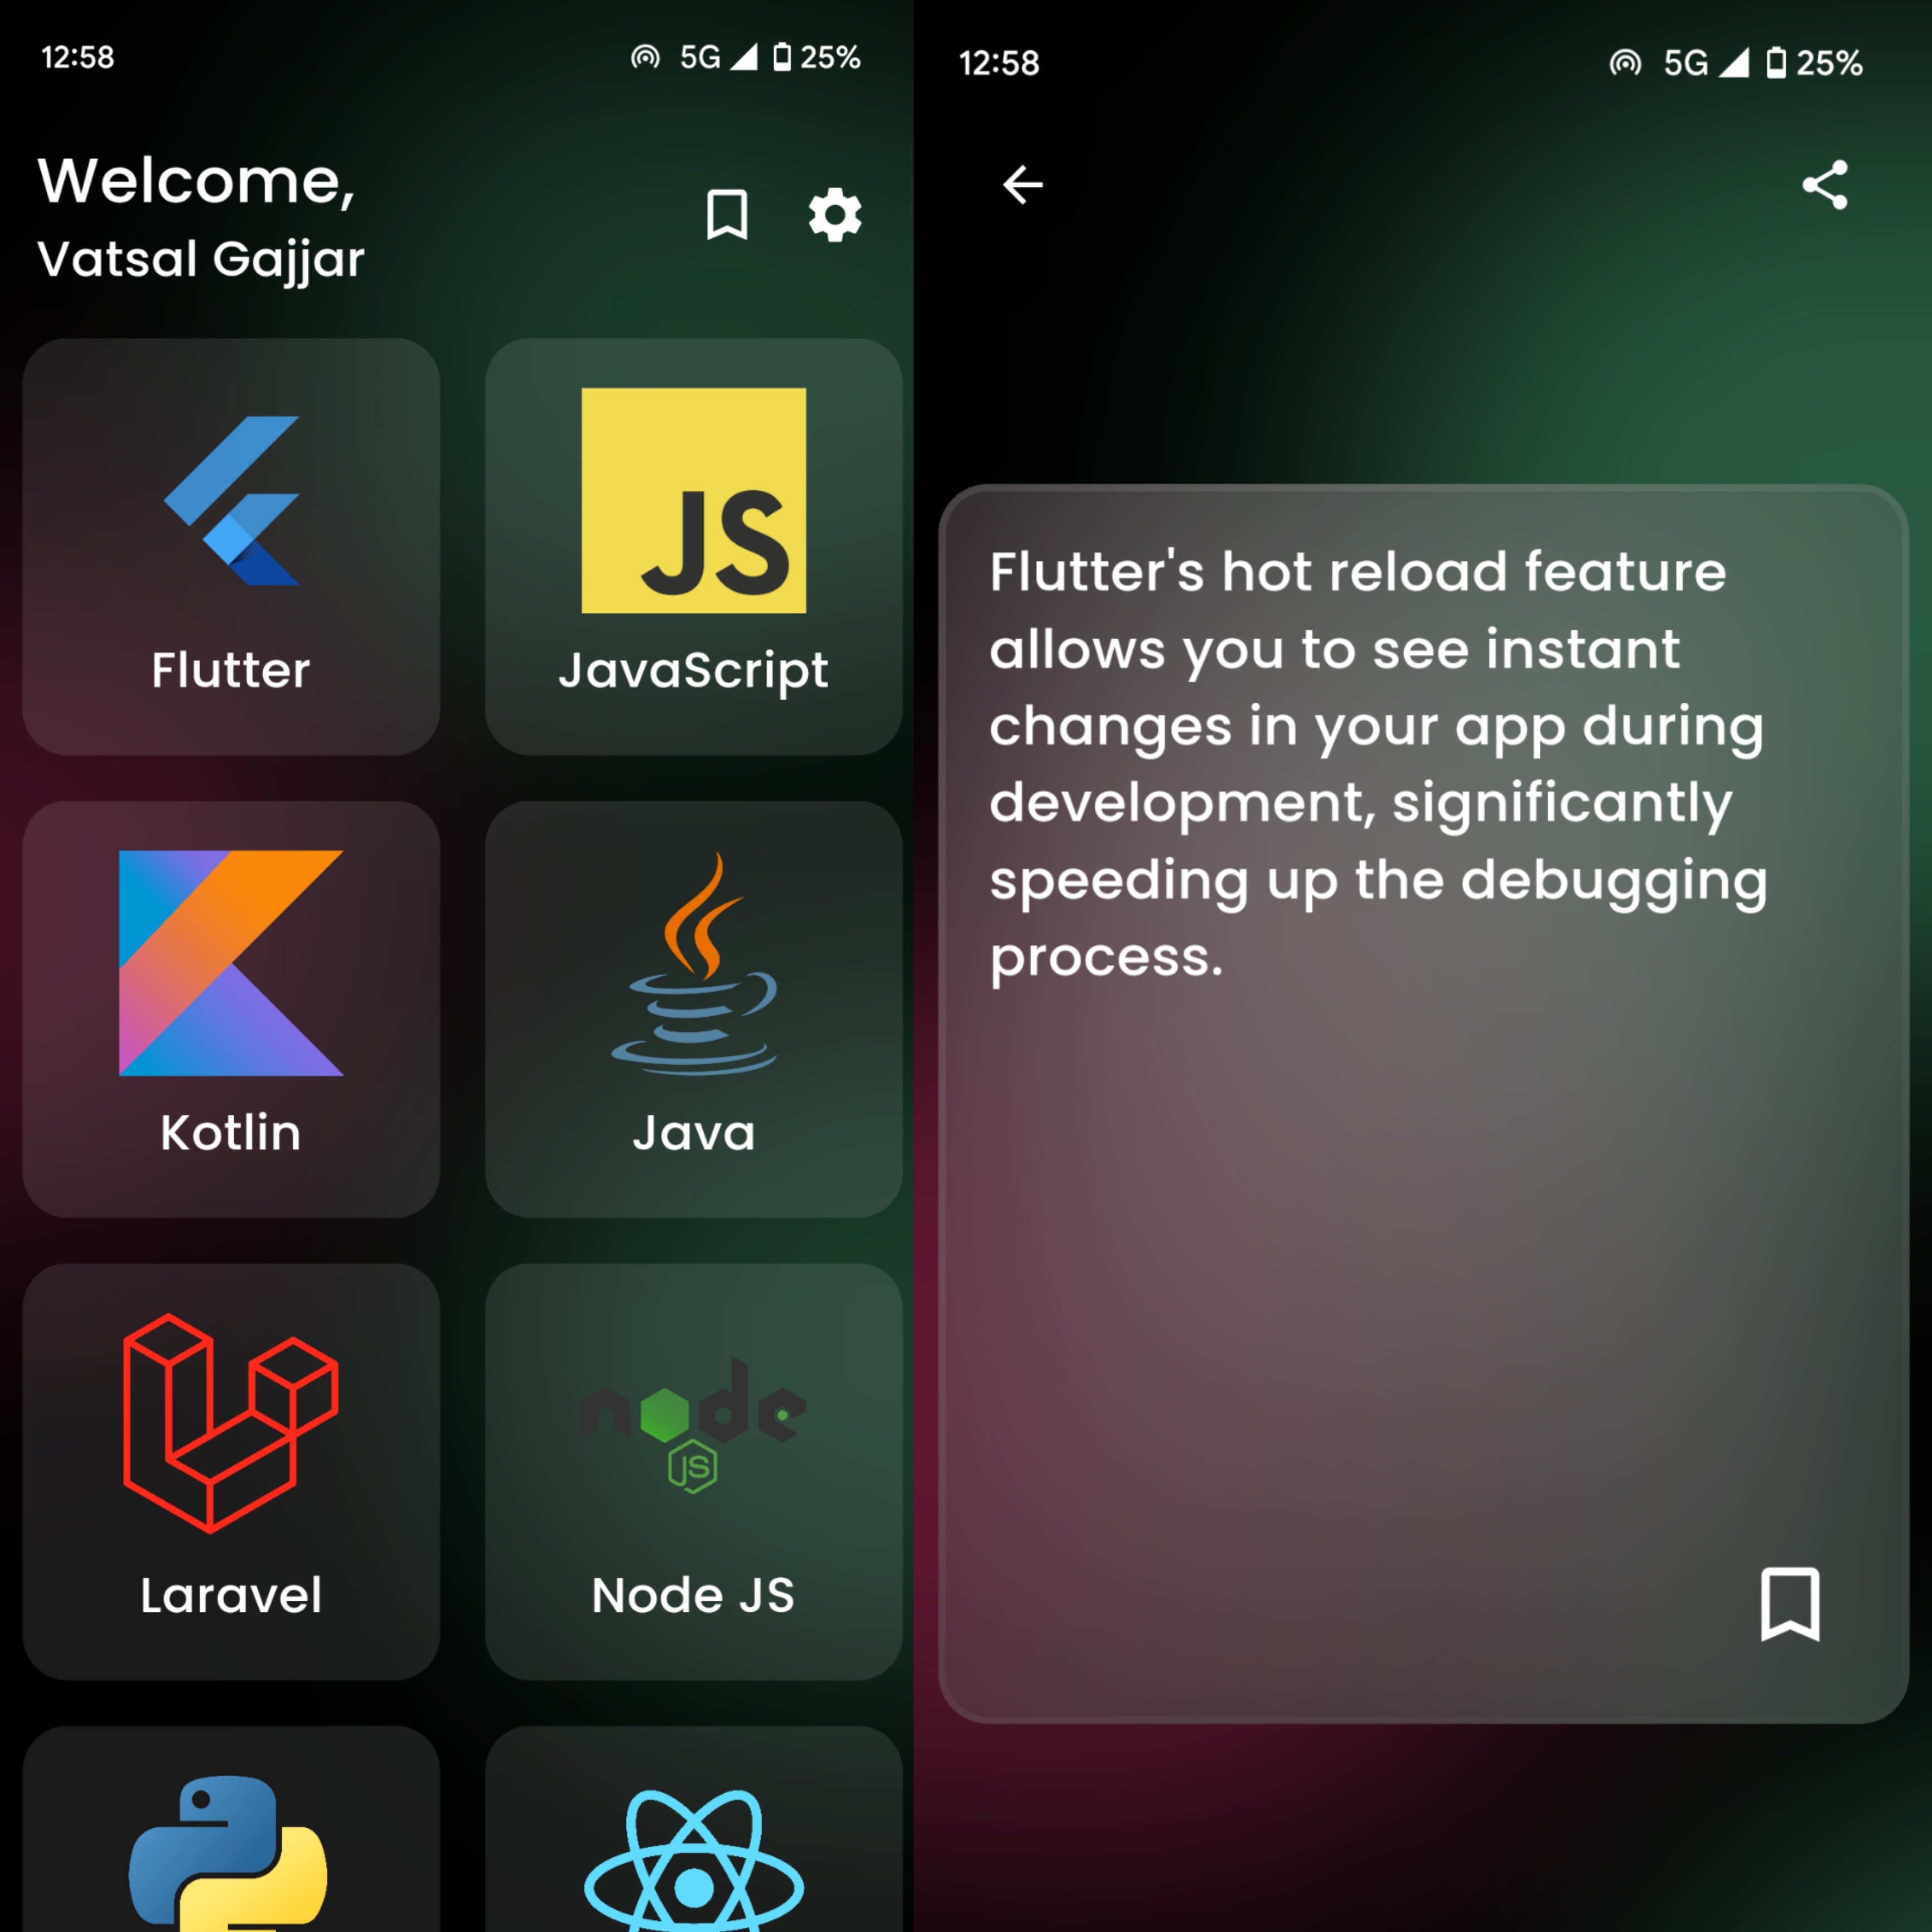 12:58
5G 25%
Welcome,
Vatsal Gajjar
JS
Flutter
JavaScript
Kotlin
Java
node
JS
Laravel
Node JS
12:58
5G 25%
Flutter's hot reload feature
allows you to see instant
changes in your app during
development, significantly
speeding up the debugging
process.